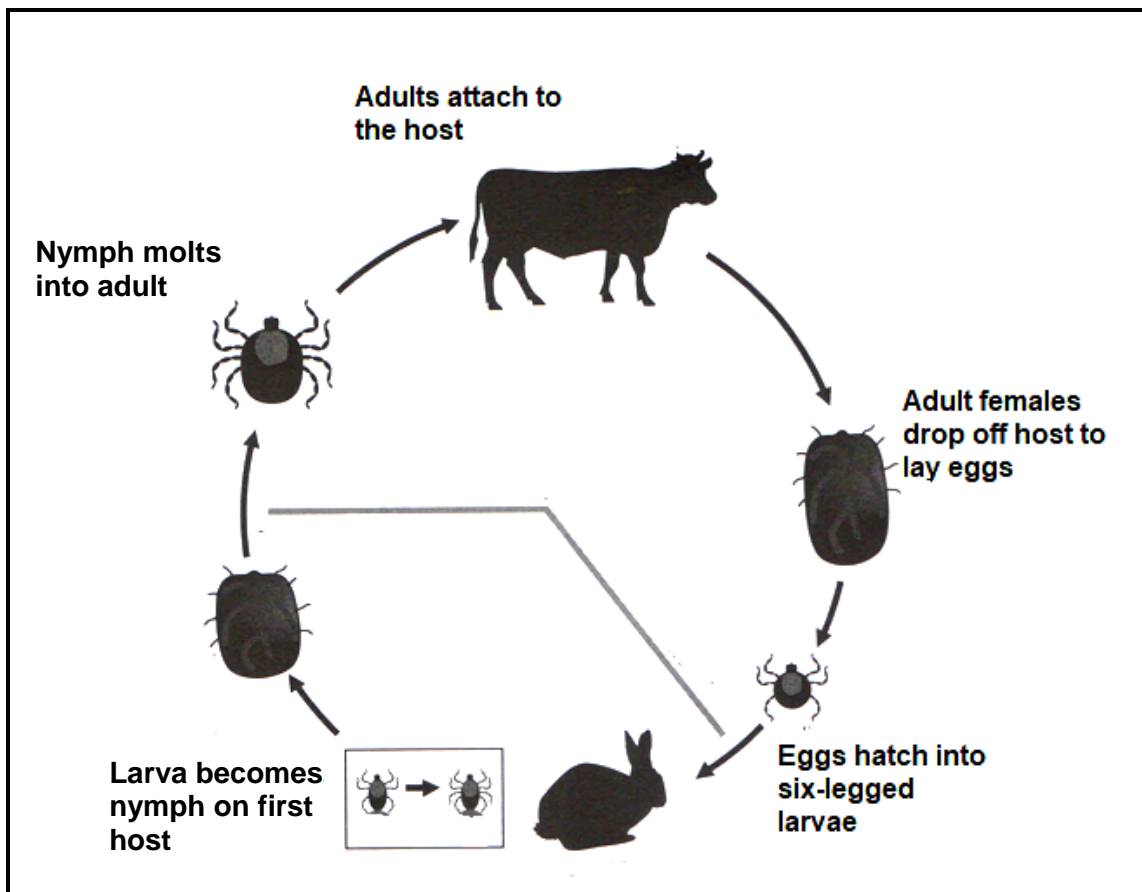 Adults attach to
the host
Nymph molts
into adult
Adult females
drop off host to
lay eggs
Eggs hatch into
six-legged
larvae
Larva becomes
nymph on first
host